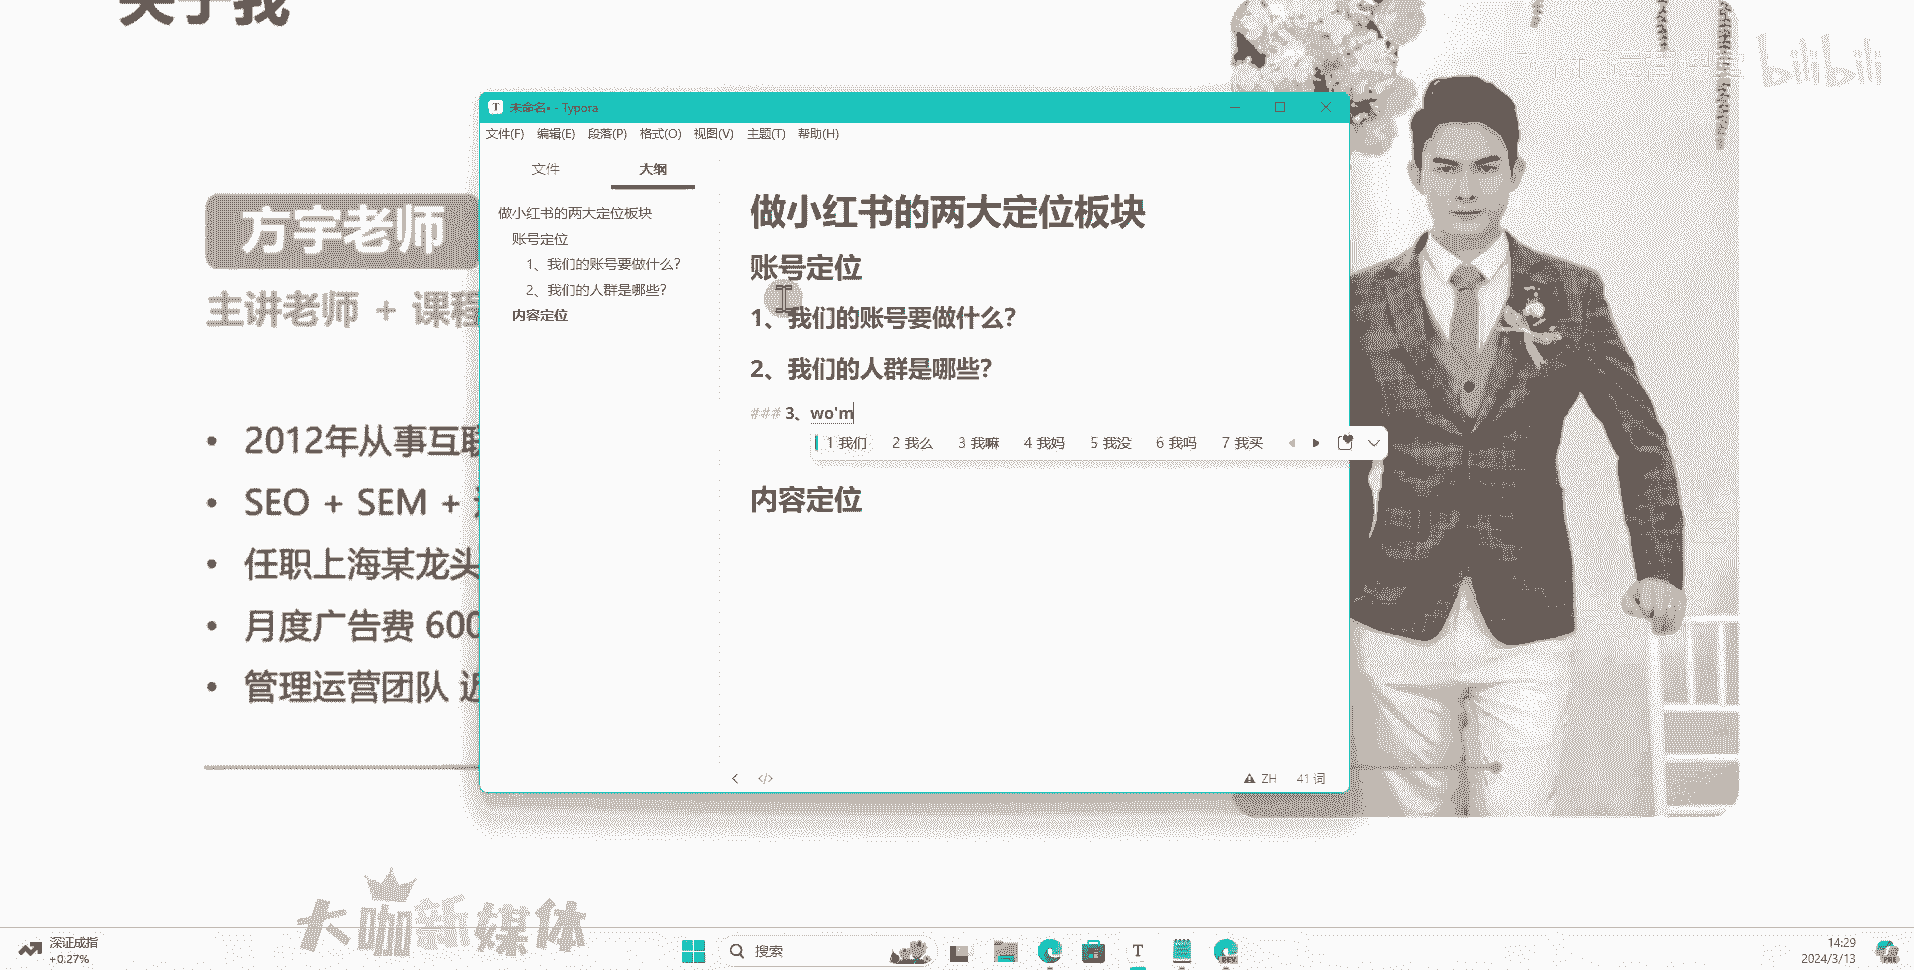 关于我
bilibili
方宇老师
主讲老师 + 课程
2012年从事互联
SEO + SEM +
任职上海某龙头
月度广告费 600
管理运营团队 近
未命名• - Typora
文件(F) 编辑(E) 段落(P) 格式(O) 视图(V) 主题(T) 帮助(H)
文件 大纲
做小红书的两大定位板块
账号定位
1、我们的账号要做什么?
2、我们的人群是哪些?
内容定位
做小红书的两大定位板块
账号定位
1、我们的账号要做什么?
2、我们的人群是哪些?
### 3、wo'm
1 我们 2 我么 3 我嘛 4 我妈 5 我没 6 我吗 7 我买
内容定位
ZH 41 词
大咖新媒体
深证成指
+0.27%
搜索
T
DEV
14:29
2024/3/13
PRE